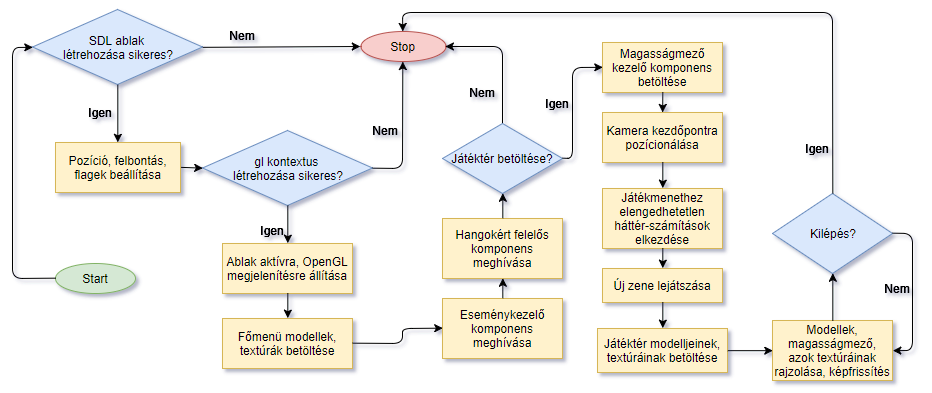 SDL ablak
létrehozása sikeres?
Nem
Stop
Igen
Pozíció, felbontás,
flagek beállítása
gl kontextus
létrehozása sikeres?
Nem
Igen
Start
Ablak aktívra, OpenGL
megjelenítésre állítása
Főmenü modellek,
textúrák betöltése
Eseménykezelő
komponens
meghívása
Hangokért felelős
komponens
meghívása
Játéktér betöltése?
Nem
Igen
Magasságmező
kezelő komponens
betöltése
Kamera kezdőpontra
pozícionálása
Játékmenethez
elengedhetetlen
háttér-számítások
elkezdése
Új zene lejátszása
Játéktér modelljeinek,
textúráinak betöltése
Modellek,
magasságmező,
azok textúráinak
rajzolása, képfrissítés
Kilépés?
Igen
Nem